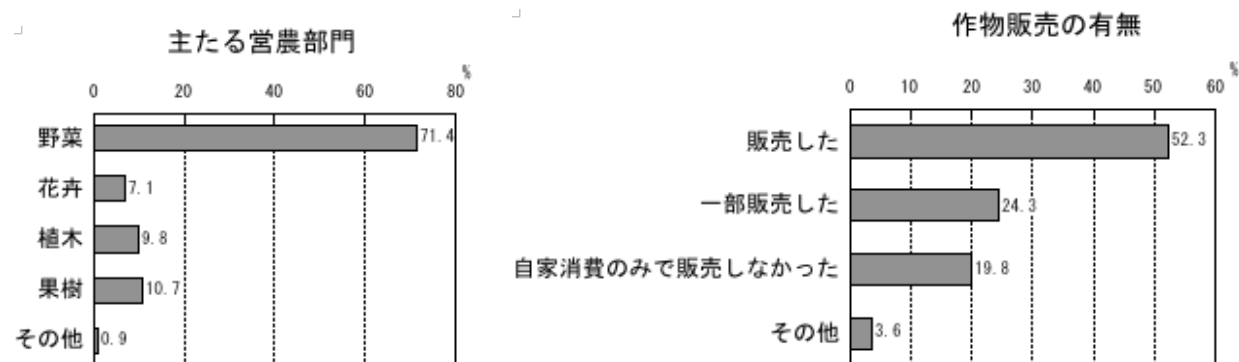 主たる営農部門
%
0 20 40 60 80
野菜 71.4
花卉 7.1
植木 9.8
果樹 10.7
その他 0.9
作物販売の有無
%
0 10 20 30 40 50 60
販売した 52.3
一部販売した 24.3
自家消費のみで販売しなかった 19.8
その他 3.6